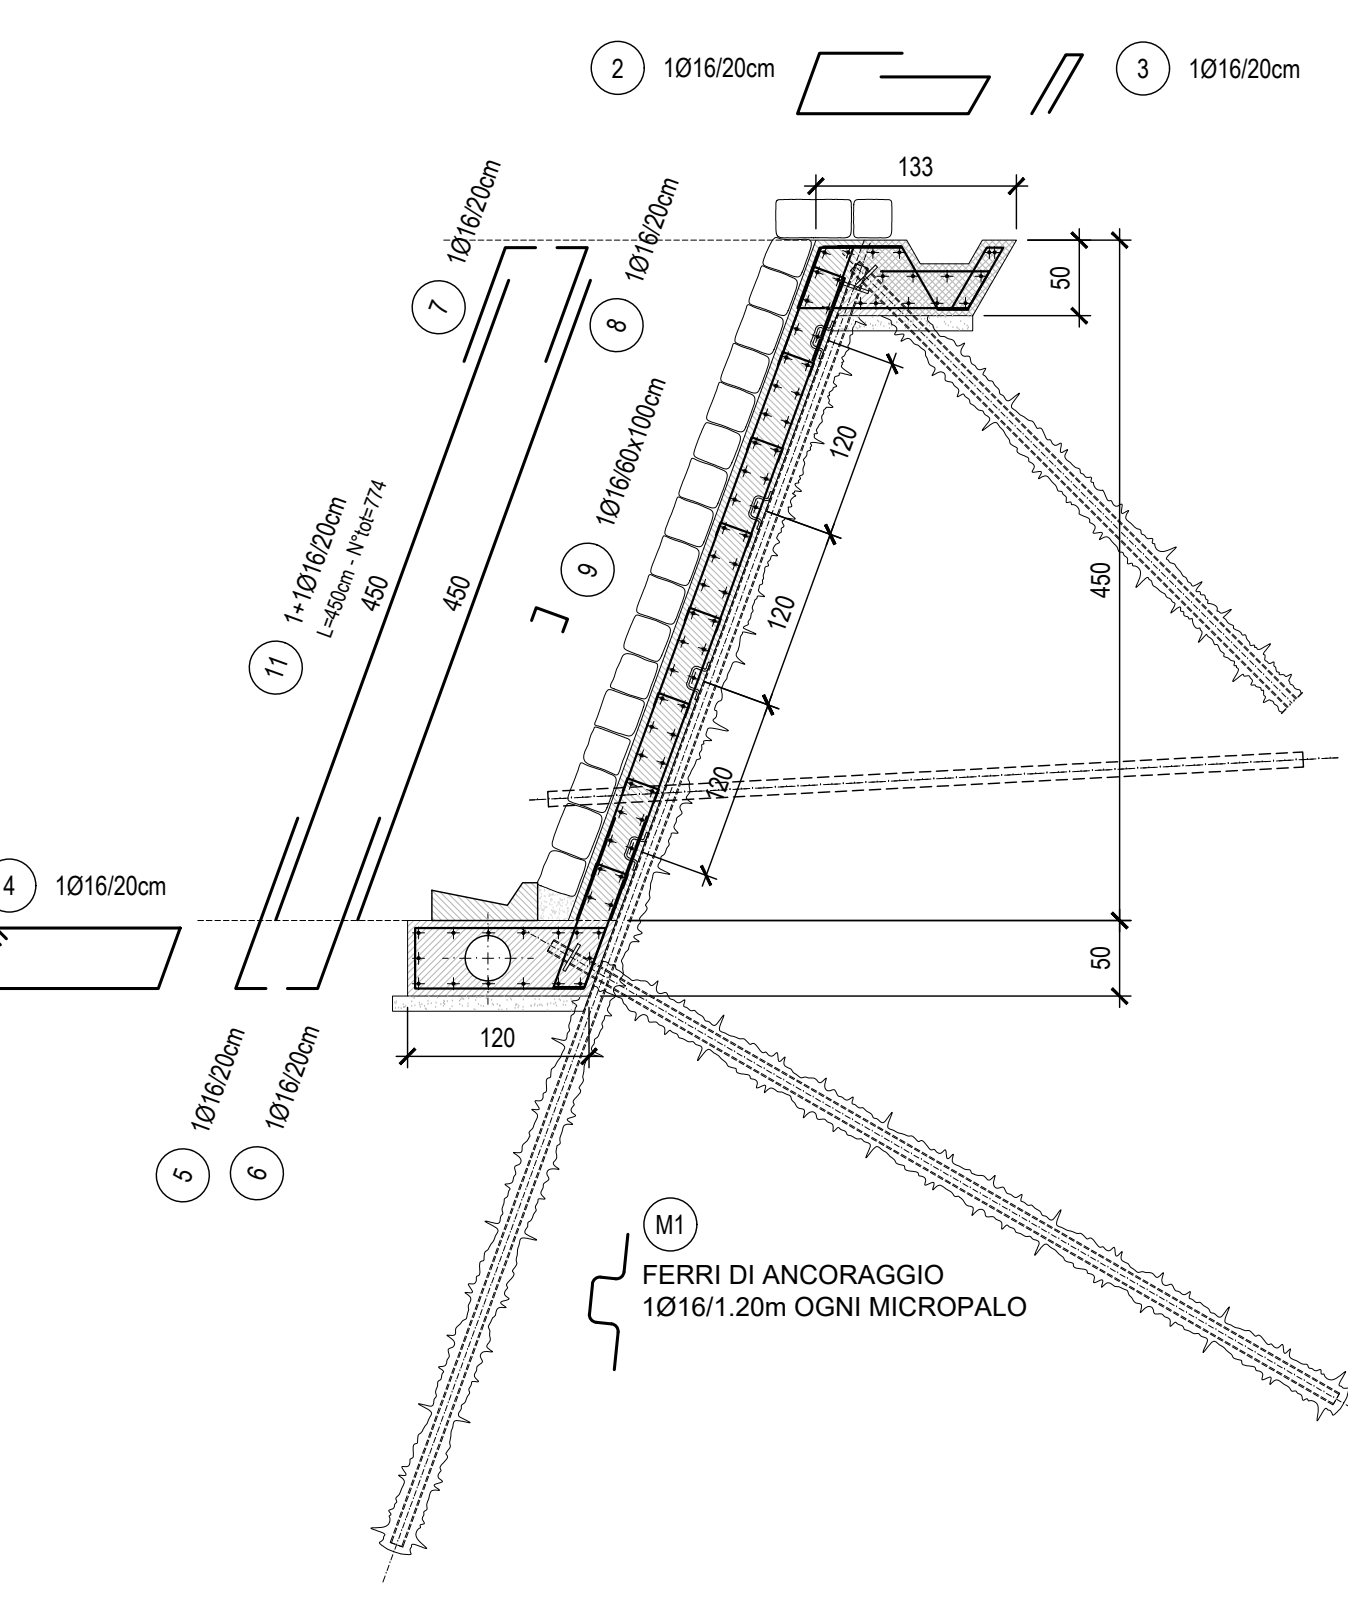 2 1Ø16/20cm
3 1Ø16/20cm
133
50
7 1Ø16/20cm
8 1Ø16/20cm
9 1Ø16/60x100cm
11 1+1Ø16/20cm
L=450cm - N°tot=774
450
450
120
120
120
450
50
4 1Ø16/20cm
120
5 1Ø16/20cm
6 1Ø16/20cm
M1
FERRI DI ANCORAGGIO
1Ø16/1.20m OGNI MICROPALO